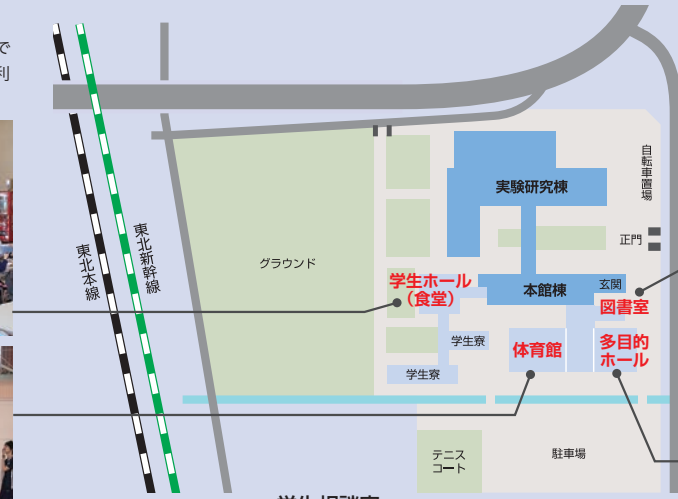 で
利
自転車置場
実験研究棟
正門
東北新幹線
東北本線
グラウンド
学生ホール
(食堂)
本館棟
玄関
図書室
学生寮
体育館
多目的
ホール
学生寮
テニス
コート
駐車場